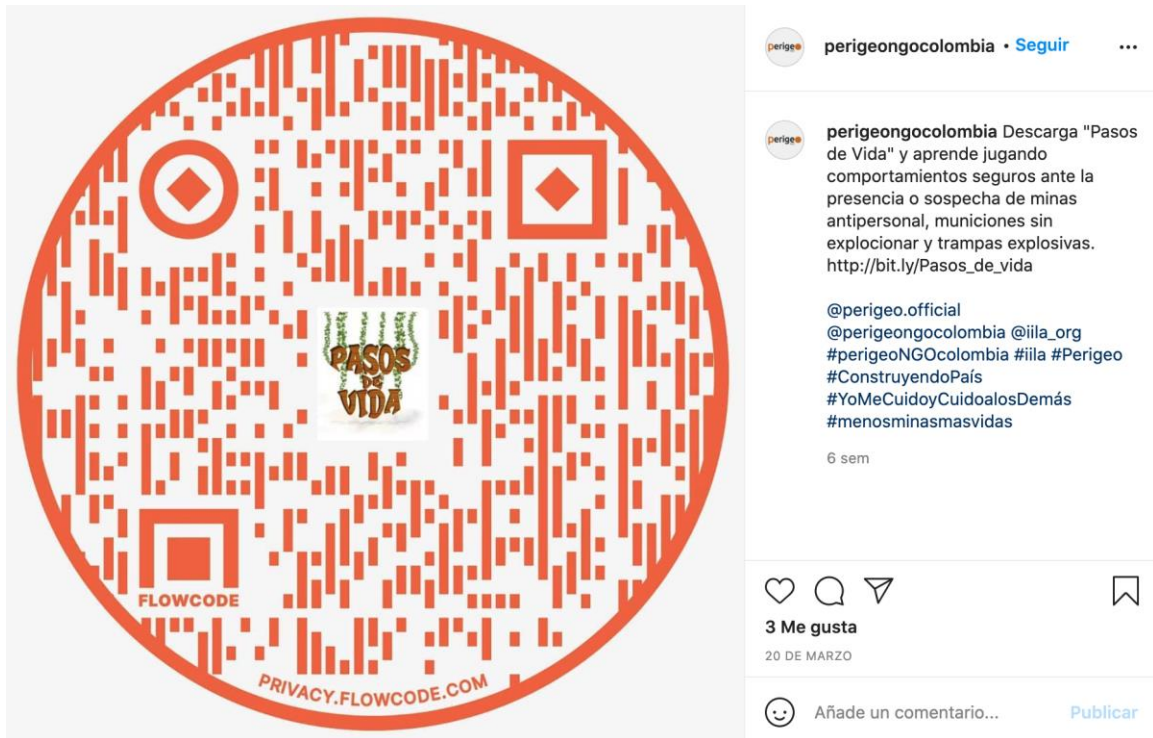 PASOS
DE
VIDA
FLOWCODE
PRIVACY.FLOWCODE.COM
perigeo
perigeongocolombia • Seguir
perigeo
perigeongocolombia Descarga "Pasos
de Vida" y aprende jugando
comportamientos seguros ante la
presencia o sospecha de minas
antipersonal, municiones sin
explocionar y trampas explosivas.
http://bit.ly/Pasos_de_vida
@perigeo.official
@perigeongocolombia @iila_org
#perigeoNGOcolombia #iila #Perigeo
#ConstruyendoPaís
#YoMeCuidoyCuidoalosDemás
#menosminasmasvidas
6 sem
3 Me gusta
20 DE MARZO
Añade un comentario...
Publicar